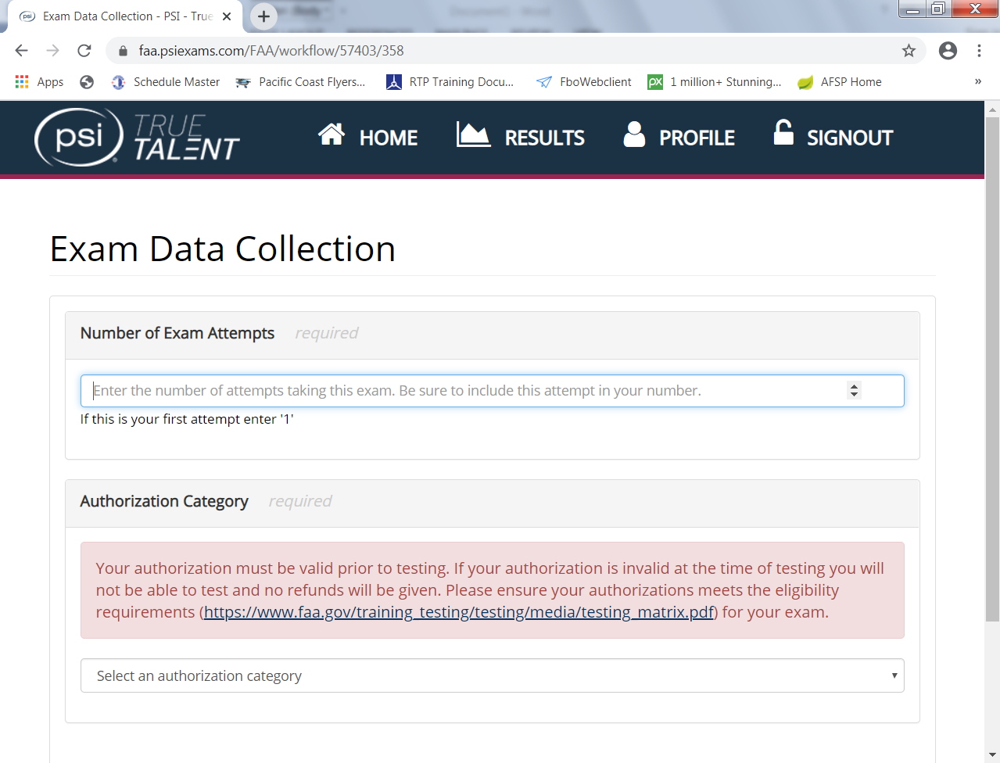 psi Exam Data Collection - PSI - True
faa.psiexams.com/FAA/workflow/57403/358
Apps Schedule Master Pacific Coast Flyers... RTP Training Docu... FboWebclient PX 1 million+ Stunning... AFSP Home »
psi TRUE TALENT HOME RESULTS PROFILE SIGNOUT
Exam Data Collection
Number of Exam Attempts required
Enter the number of attempts taking this exam. Be sure to include this attempt in your number.
If this is your first attempt enter '1'
Authorization Category required
Your authorization must be valid prior to testing. If your authorization is invalid at the time of testing you will
not be able to test and no refunds will be given. Please ensure your authorizations meets the eligibility
requirements (https://www.faa.gov/training_testing/testing/media/testing_matrix.pdf) for your exam.
Select an authorization category